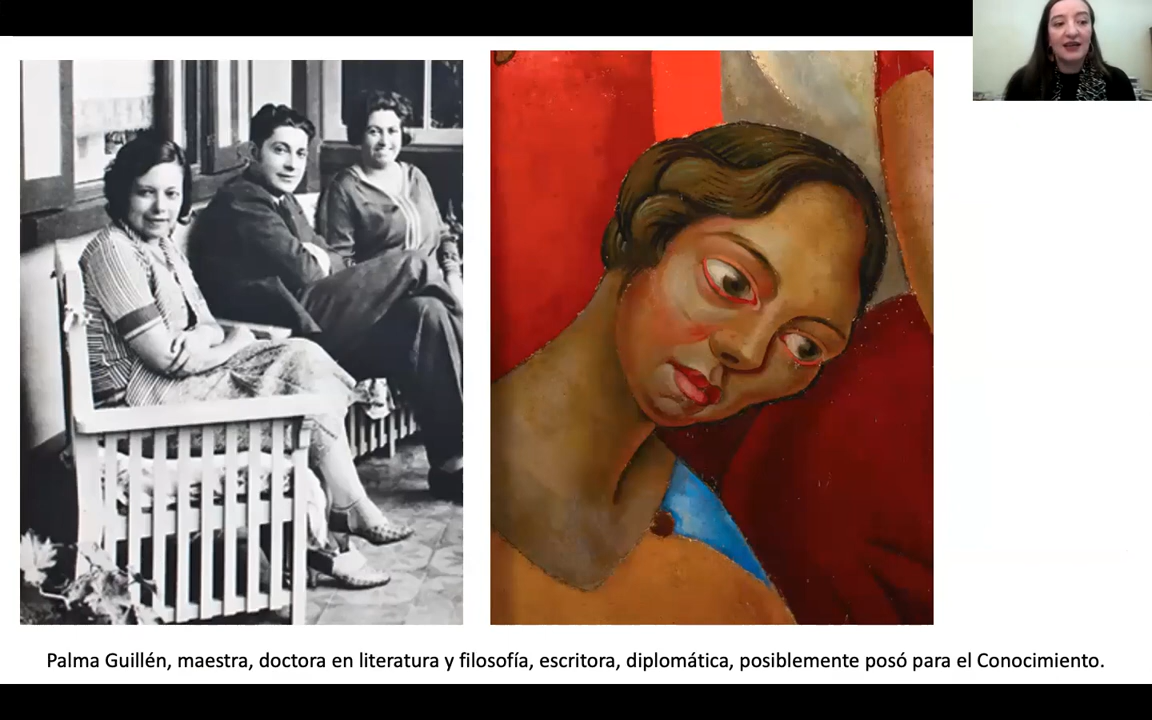 Palma Guillén, maestra, doctora en literatura y filosofía, escritora, diplomática, posiblemente posó para el Conocimiento.